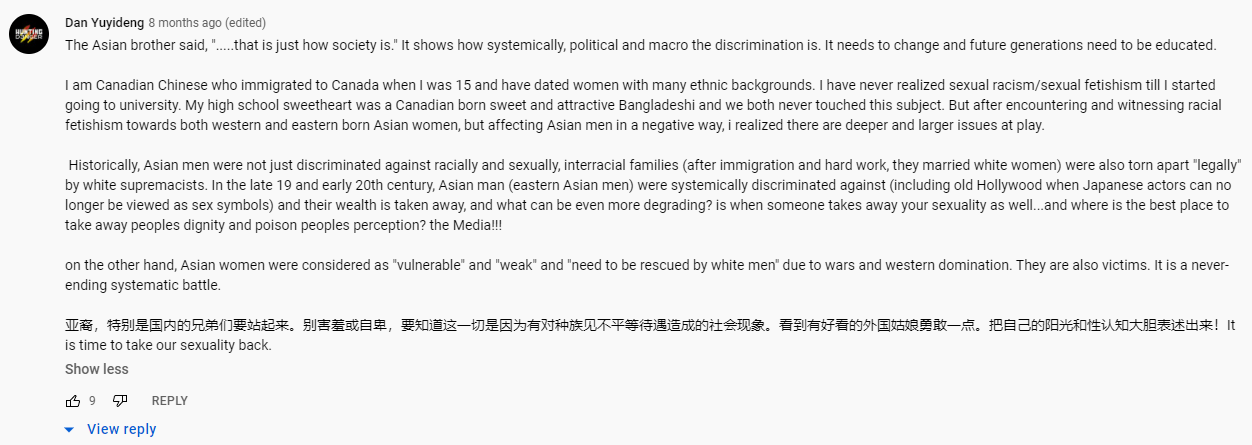 Dan Yuyideng 8 months ago (edited)
The Asian brother said, ".....that is just how society is." It shows how systemically, political and macro the discrimination is. It needs to change and future generations need to be educated.
I am Canadian Chinese who immigrated to Canada when I was 15 and have dated women with many ethnic backgrounds. I have never realized sexual racism/sexual fetishism till I started
going to university. My high school sweetheart was a Canadian born sweet and attractive Bangladeshi and we both never touched this subject. But after encountering and witnessing racial
fetishism towards both western and eastern born Asian women, but affecting Asian men in a negative way, i realized there are deeper and larger issues at play.
Historically, Asian men were not just discriminated against racially and sexually, interracial families (after immigration and hard work, they married white women) were also torn apart "legally"
by white supremacists. In the late 19 and early 20th century, Asian man (eastern Asian men) were systemically discriminated against (including old Hollywood when Japanese actors can no
longer be viewed as sex symbols) and their wealth is taken away, and what can be even more degrading? is when someone takes away your sexuality as well...and where is the best place to
take away peoples dignity and poison peoples perception? the Media!!!
on the other hand, Asian women were considered as "vulnerable" and "weak" and "need to be rescued by white men" due to wars and western domination. They are also victims. It is a never-
ending systematic battle.
亚裔，特别是国内的兄弟们要站起来。别害羞或自卑，要知道这一切是因为有对种族见不平等待遇造成的社会现象。看到有好看的外国姑娘勇敢一点。把自己的阳光和性认知大胆表述出来！It
is time to take our sexuality back.
Show less
9 REPLY
View reply